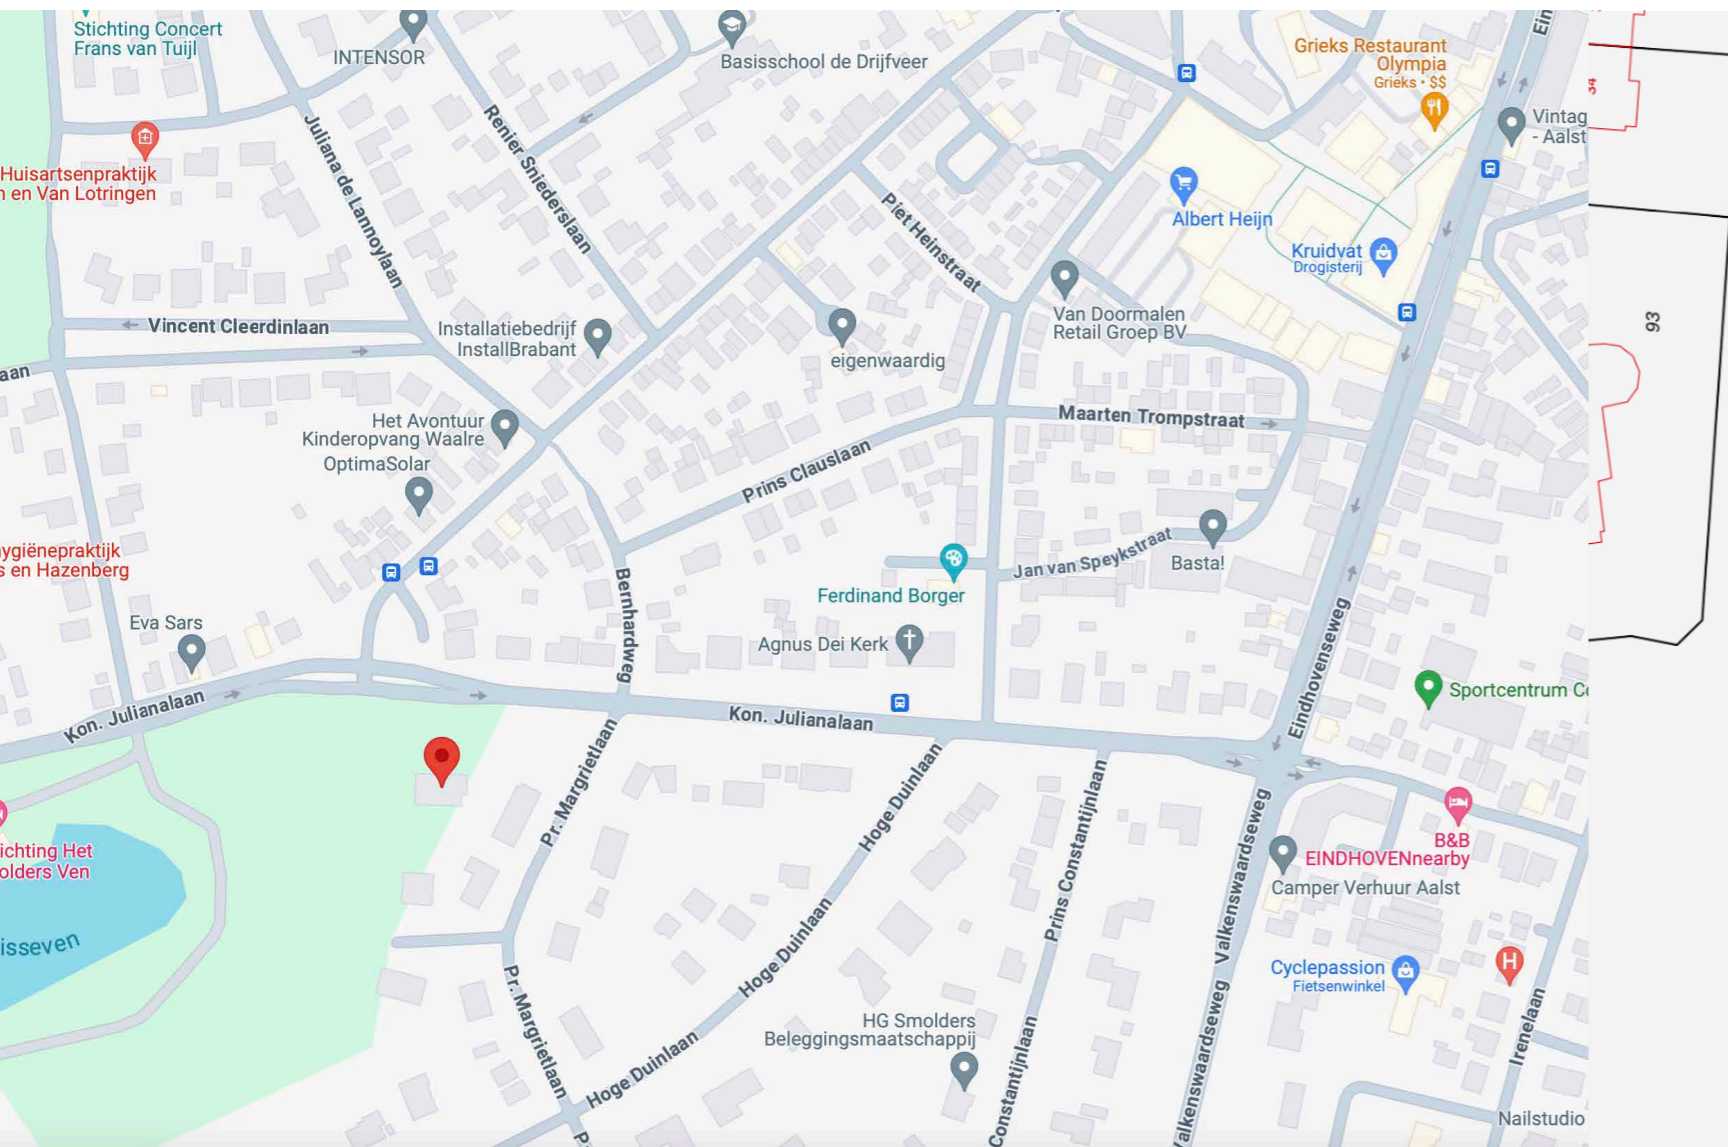 Stichting Concert
Frans van Tuijl
INTENSOR
Basisschool de Drijfveer
Grieks Restaurant
Olympia
Grieks • $$
Ein
34
Vintag
- Aalst
Huisartsenpraktijk
n en Van Lotringen
Juliana de Lannoylaan
Renier Sniederslaan
Piet Heinstraat
Albert Heijn
Kruidvat
Drogisterij
Vincent Cleerdinlaan
Installatiebedrijf
InstallBrabant
eigenwaardig
Van Doormalen
Retail Groep BV
93
aan
Het Avontuur
Kinderopvang Waalre
OptimaSolar
Maarten Trompstraat
Prins Clauslaan
ygiënepraktijk
s en Hazenberg
Jan van Speykstraat
Basta!
Ferdinand Borger
Bernhardweg
Eva Sars
Agnus Dei Kerk
Eindhovenseweg
Sportcentrum Co
Kon. Julianalaan
Kon. Julianalaan
Pr. Margrietlaan
Hoge Duinlaan
Prins Constantijnlaan
Valkenswaardseweg
B&B
EINDHOVENnearby
Camper Verhuur Aalst
ichting Het
olders Ven
isseven
Hoge Duinlaan
Pr. Margrietlaan
Cyclepassion
Fietsenwinkel
H
Valkenswaardseweg
HG Smolders
Beleggingsmaatschappij
Hoge Duinlaan
Constantijnlaan
alkenswaardseweg
Irenelaan
Nailstudio
P